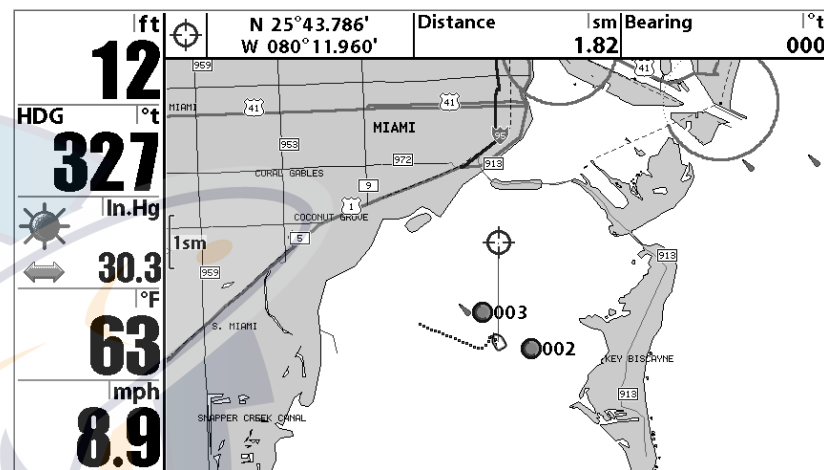 ft
12
HDG °t
327
In.Hg
30.3
°F
63
mph
8.9
N 25°43.786'
W 080°11.960'
Distance
sm
1.82
Bearing
°t
000
959
41
MIAMI
41
41
MIAMI
95
953
972
913
CORAL GABLES
9
1
COCONUT GROVE
5
1sm
913
959
003
S. MIAMI
002
KEY BISCAYNE
913
SNAPPER CREEK CANAL